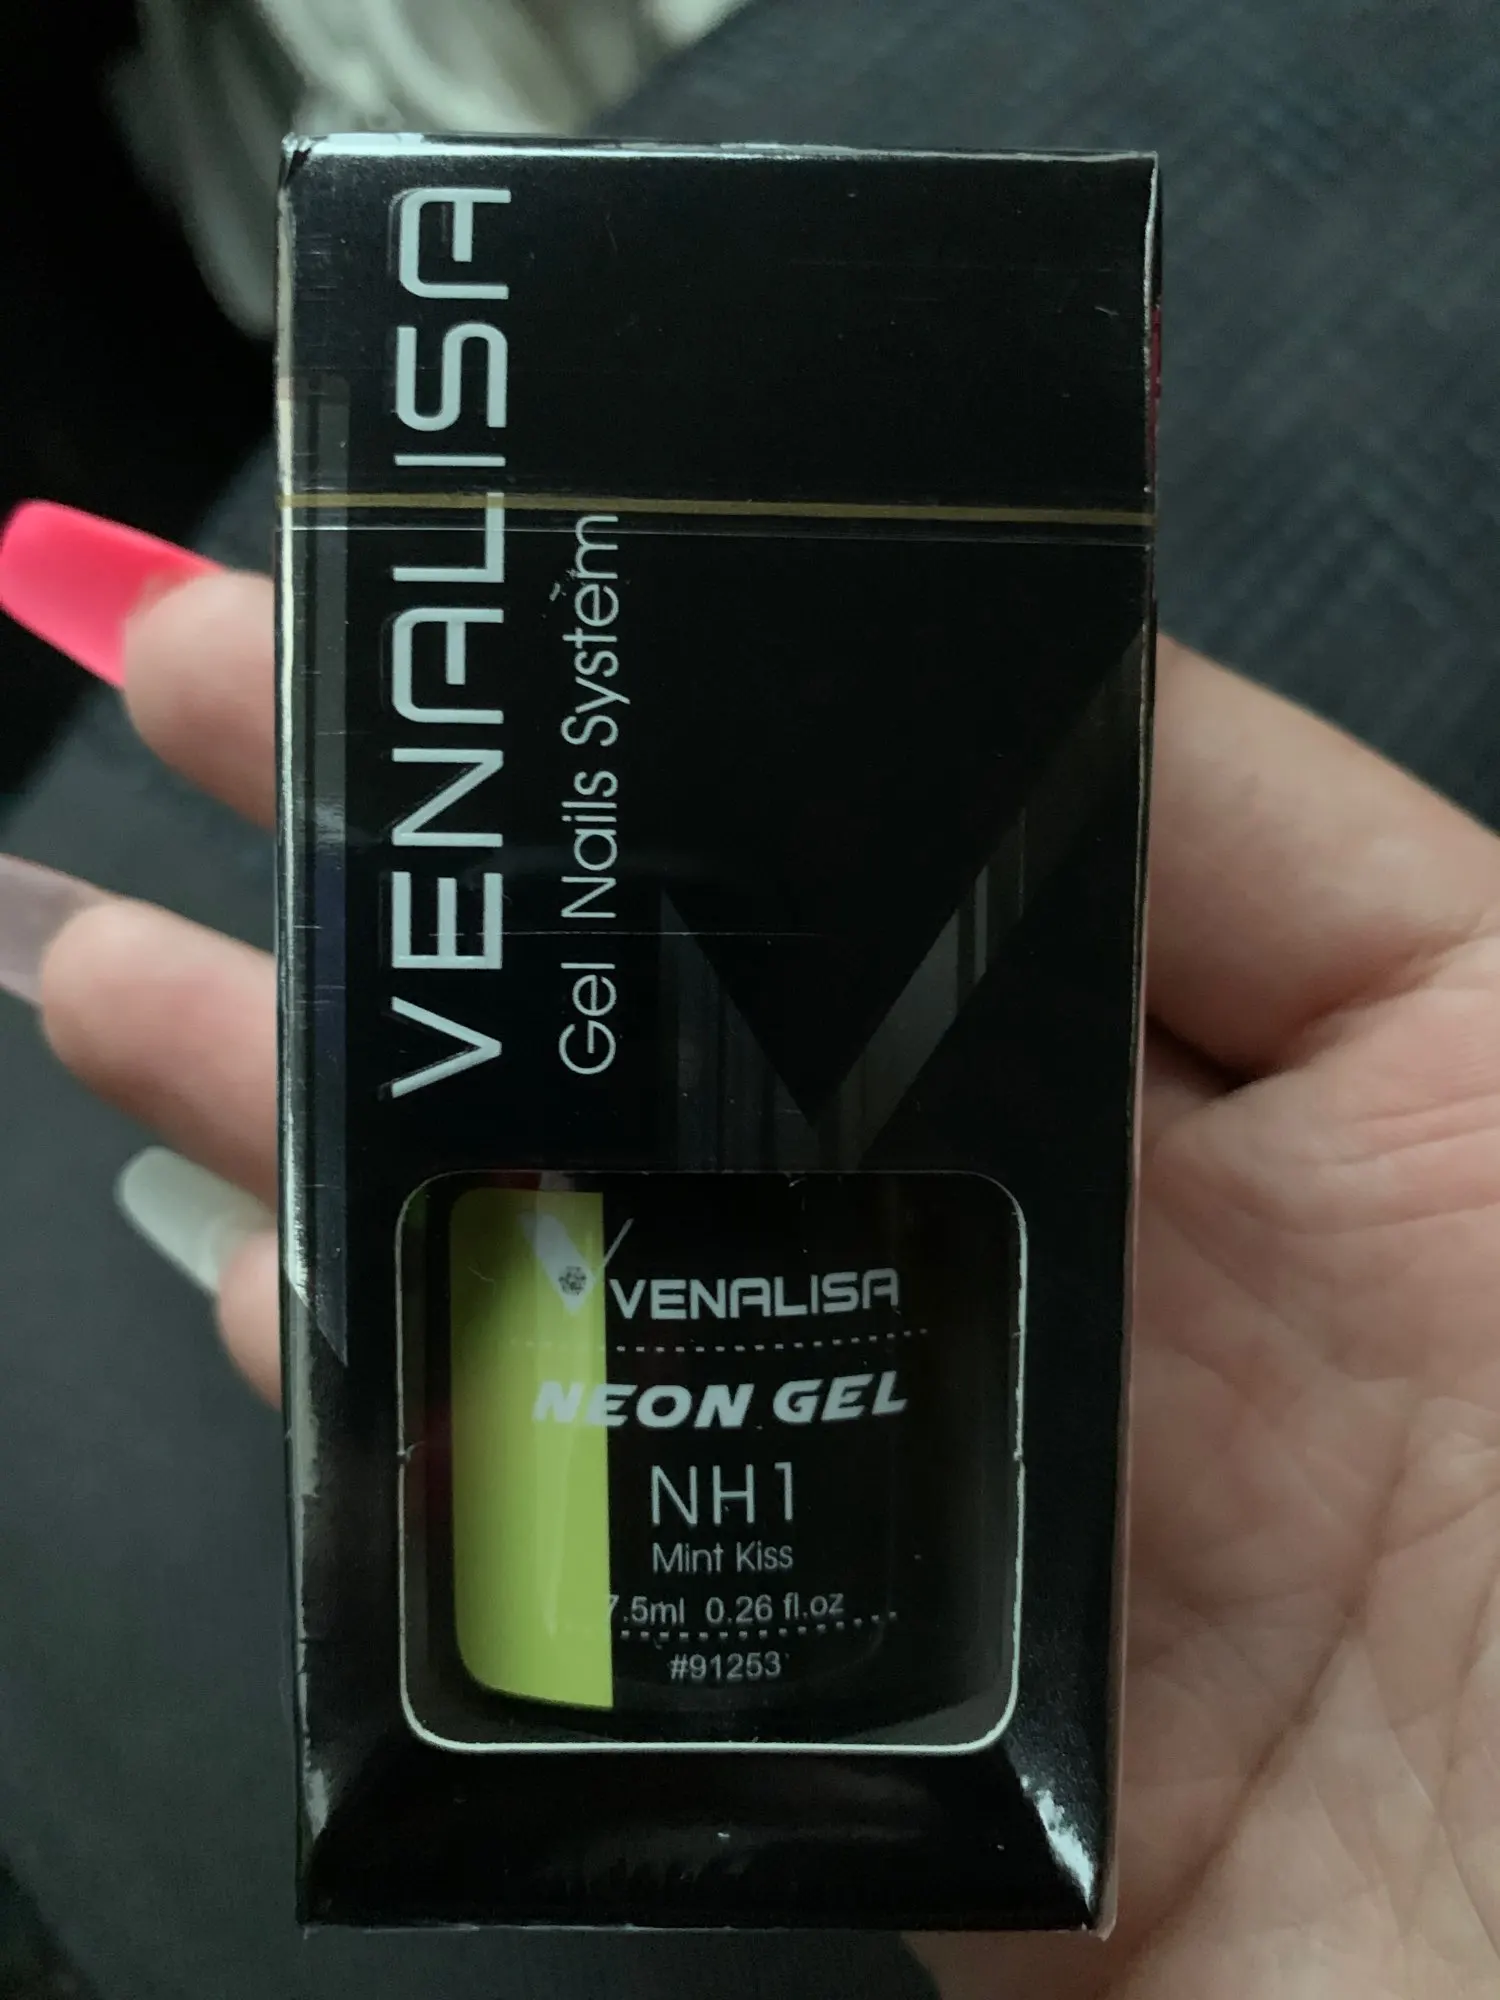 VENALISA
Gel Nails System
VENALISA
NEON GEL
NH1
Mint Kiss
7.5ml 0.26 fl.oz
#91253